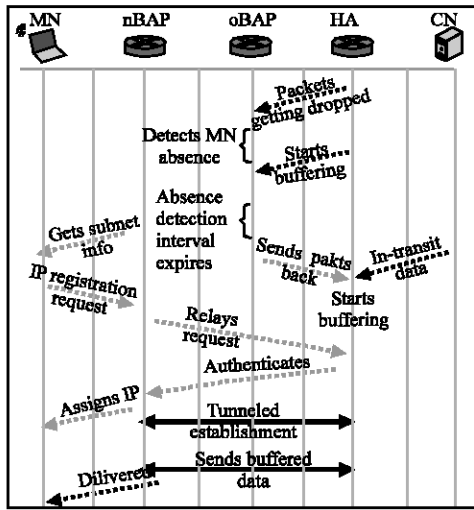 MN nBAP oBAP HA CN
Packets
getting dropped
Detects MN
absence
Starts
buffering
Absence
detection
interval
expires
Gets subnet
info
Sends pakts
back
In-transit
data
IP registration
request
Starts
buffering
Relays
request
Authenticates
Assigns IP
Tunneled
establishment
Sends buffered
data
Dilivered